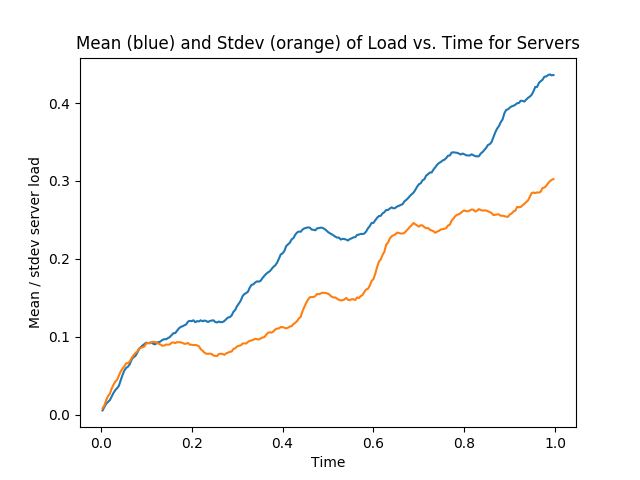 Mean (blue) and Stdev (orange) of Load vs. Time for Servers
Mean / stdev server load
0.4
0.3
0.2
0.1
0.0
0.0 0.2 0.4 0.6 0.8 1.0
Time